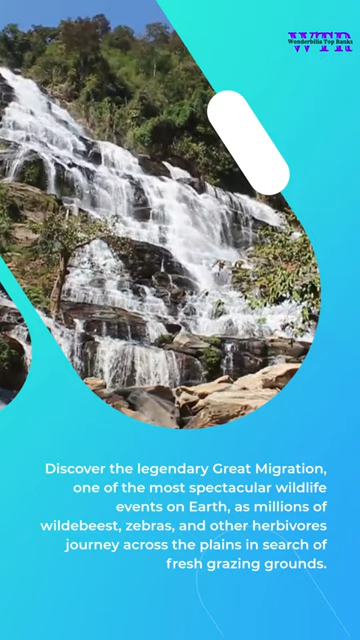 WTR
Wonderbilia Top Ranks
Discover the legendary Great Migration,
one of the most spectacular wildlife
events on Earth, as millions of
wildebeest, zebras, and other herbivores
journey across the plains in search of
fresh grazing grounds.